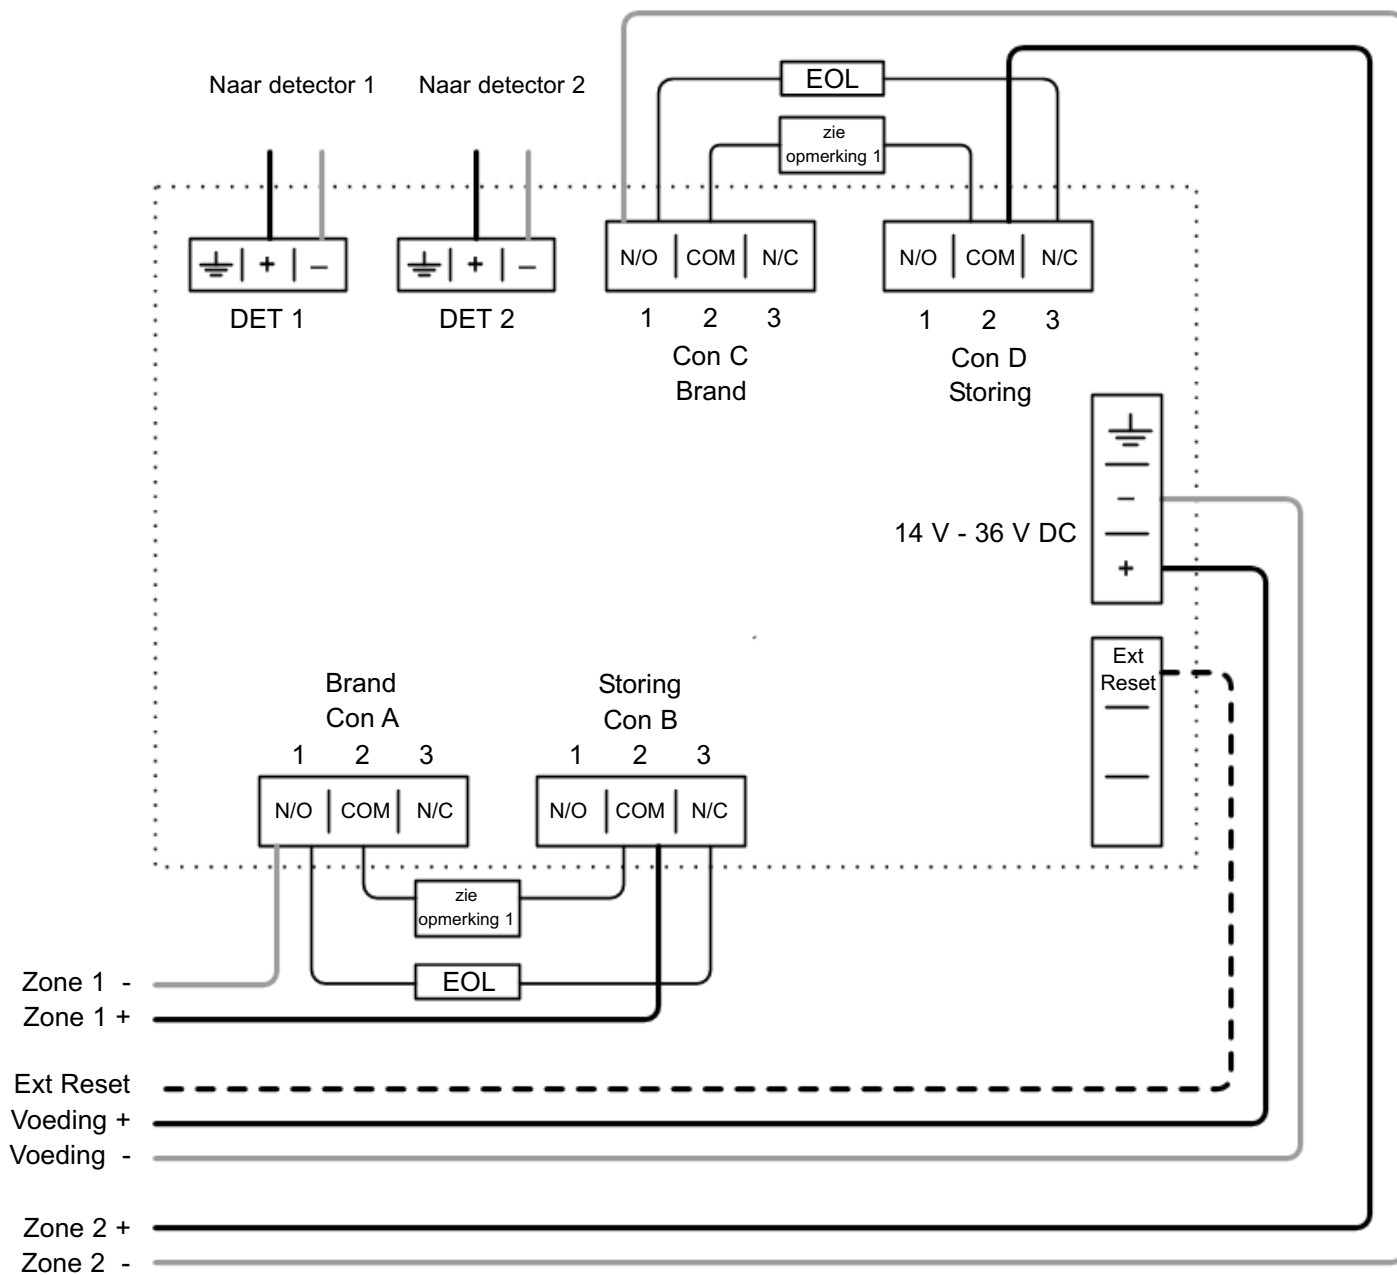 Naar detector 1
Naar detector 2
EOL
zie
opmerking 1
+ –
DET 1
+ –
DET 2
N/O COM N/C
1 2 3
Con C
Brand
N/O COM N/C
1 2 3
Con D
Storing
14 V - 36 V DC
–
+
Ext
Reset
Brand
Con A
1 2 3
N/O COM N/C
Storing
Con B
1 2 3
N/O COM N/C
zie
opmerking 1
EOL
Zone 1 -
Zone 1 +
Ext Reset
Voeding +
Voeding -
Zone 2 +
Zone 2 -